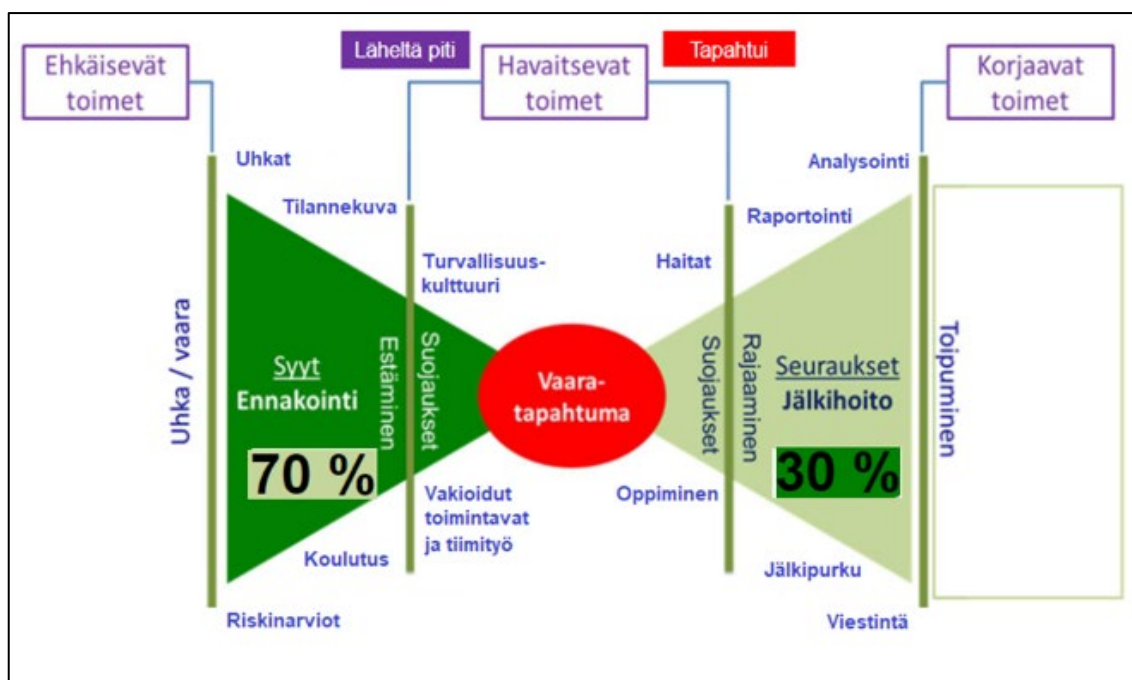 Läheltä piti
Tapahtui
Ehkäisevät
toimet
Havaitsevat
toimet
Korjaavat
toimet
Uhkat
Analysointi
Tilannekuva
Raportointi
Turvallisuus-
kulttuuri
Haitat
Uhka / vaara
Syyt
Ennakointi
70 %
Estäminen
Suojaukset
Vaara-
tapahtuma
Suojaukset
Rajaaminen
Seuraukset
Jälkihoito
30 %
Toipuminen
Vakioidut
toimintavat
ja tiimityö
Oppiminen
Koulutus
Jälkipurku
Riskinarviot
Viestintä